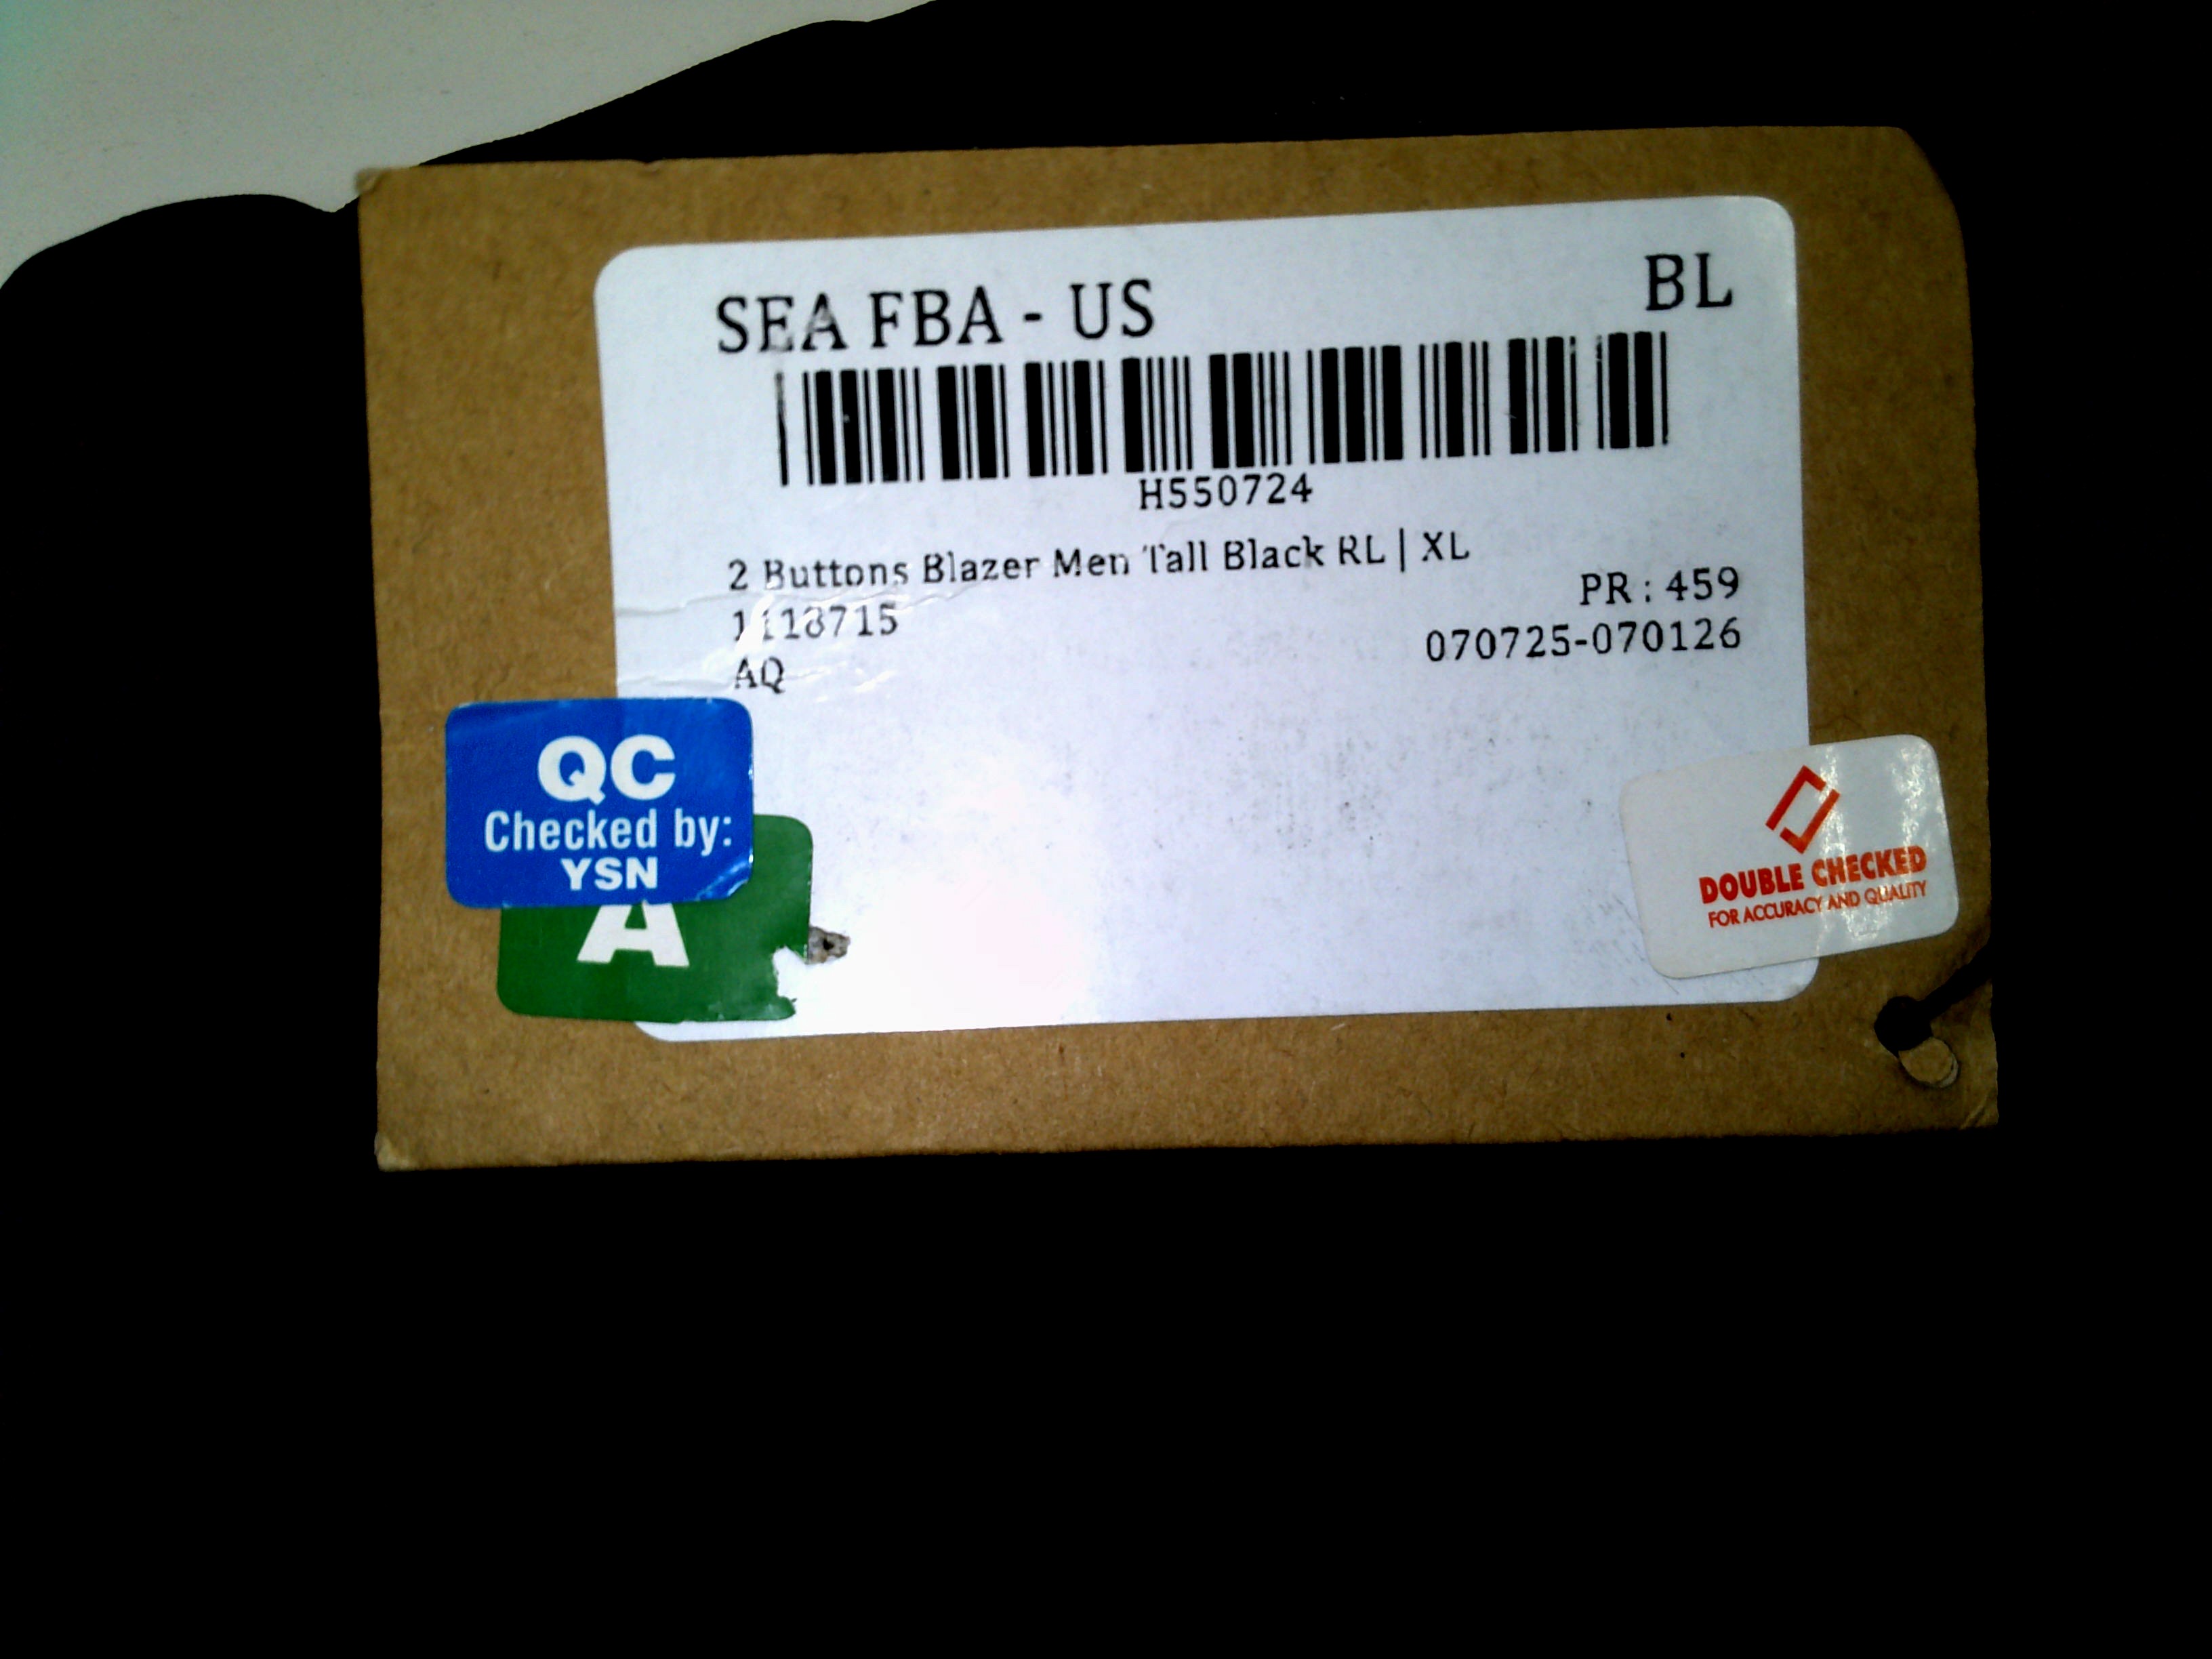 SEA FBA - US
BL
H550724
2 Buttons Blazer Men Tall Black RL | XL
PR : 459
1118715
070725-070126
AQ
QC
Checked by:
YSN
A
DOUBLE CHECKED
FOR ACCURACY AND QUALITY